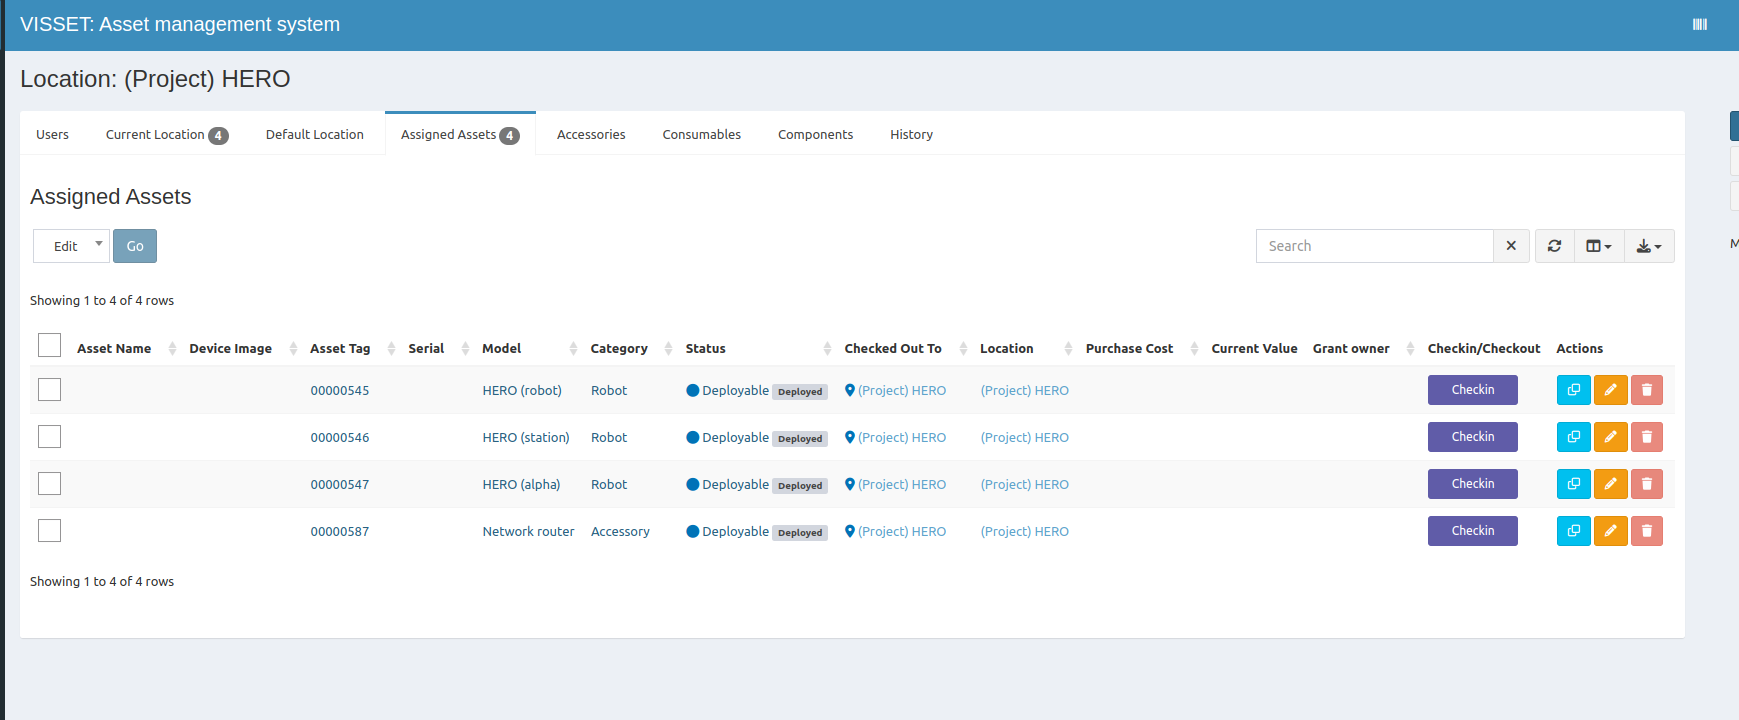 VISSET: Asset management system
Location: (Project) HERO
Users Current Location 4 Default Location Assigned Assets 4 Accessories Consumables Components History
Assigned Assets
Edit Go Search
Showing 1 to 4 of 4 rows
Asset Name Device Image Asset Tag Serial Model Category Status Checked Out To Location Purchase Cost Current Value Grant owner Checkin/Checkout Actions
00000545 HERO (robot) Robot Deployable Deployed (Project) HERO (Project) HERO Checkin
00000546 HERO (station) Robot Deployable Deployed (Project) HERO (Project) HERO Checkin
00000547 HERO (alpha) Robot Deployable Deployed (Project) HERO (Project) HERO Checkin
00000587 Network router Accessory Deployable Deployed (Project) HERO (Project) HERO Checkin
Showing 1 to 4 of 4 rows